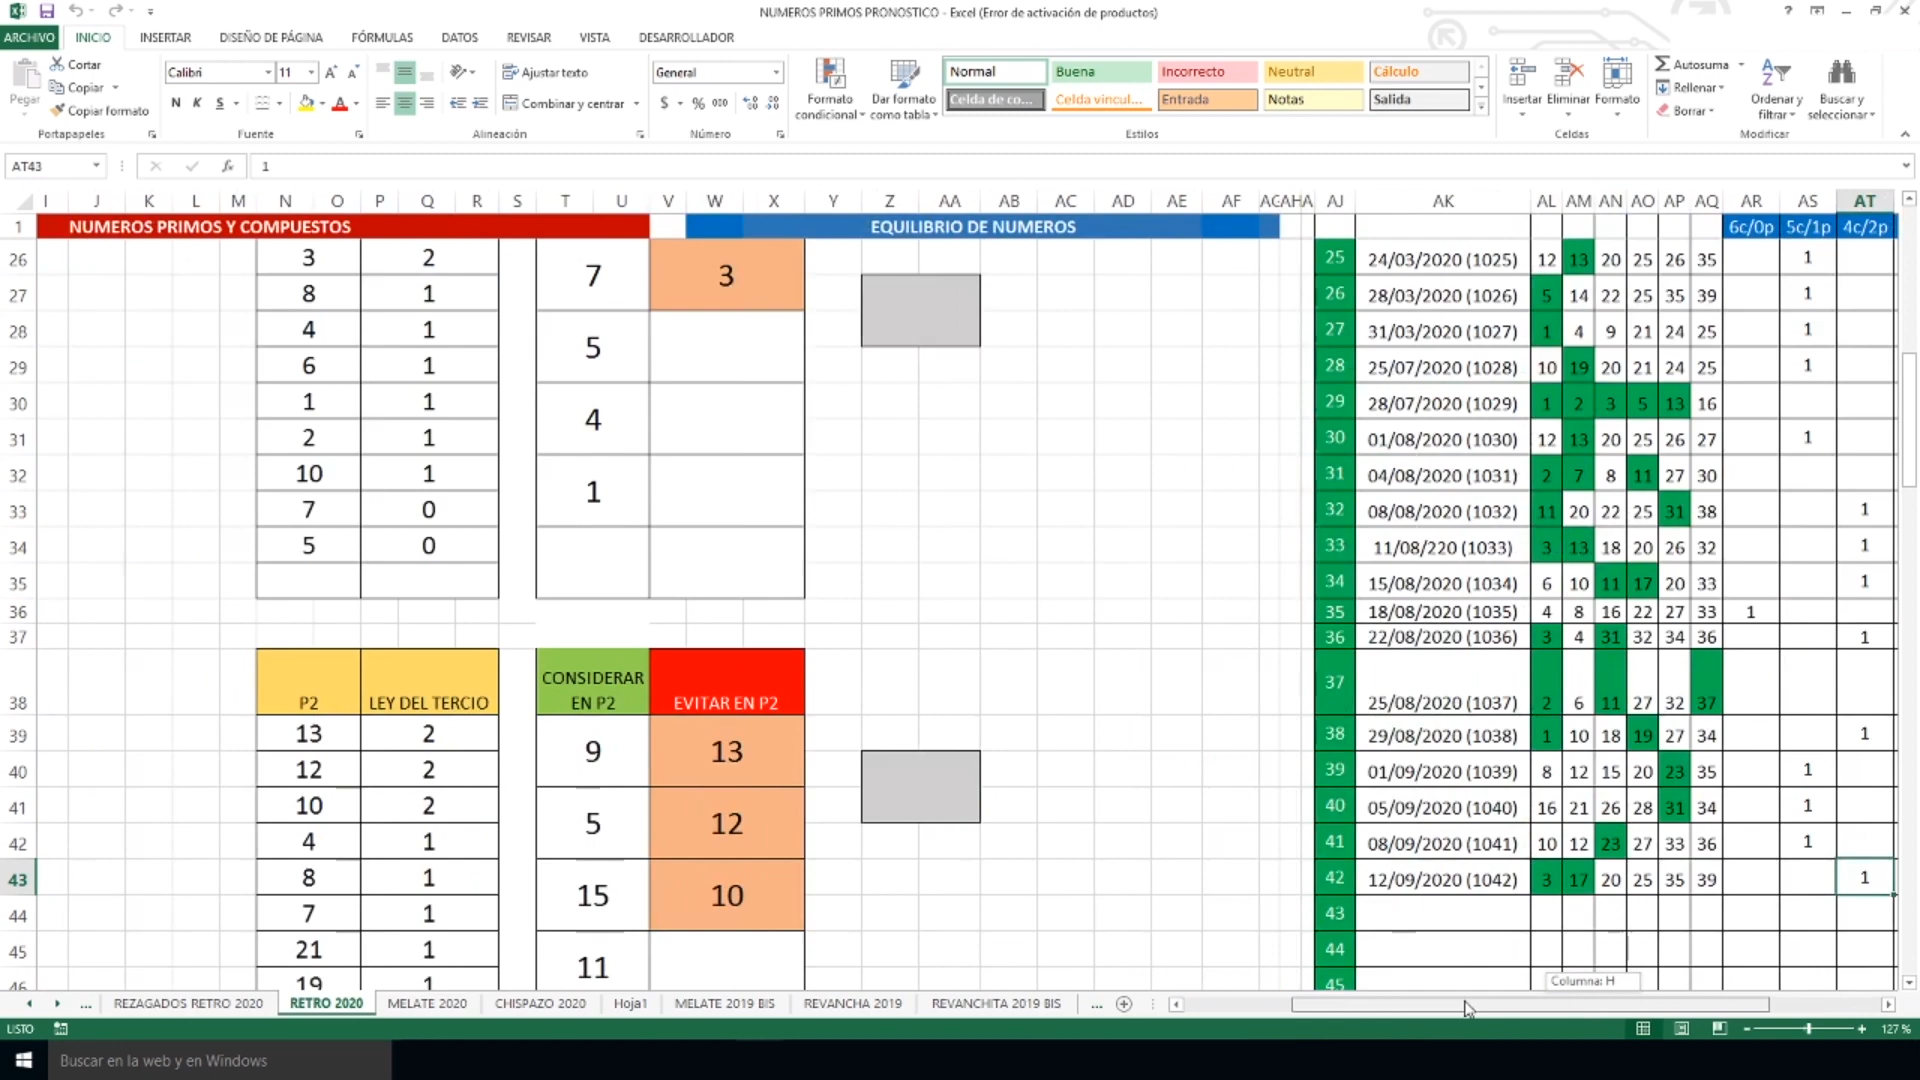 NUMEROS PRIMOS PRONOSTICO - Excel (Error de activación de productos)
ARCHIVO INICIO INSERTAR DISEÑO DE PÁGINA FÓRMULAS DATOS REVISAR VISTA DESARROLLADOR
Pegar
Cortar
Copiar
Copiar formato
Portapapeles
Calibri 11
N K S
Fuente
Ajustar texto
Combinar y centrar
Alineación
General
$ % 000
Número
Formato condicional
Dar formato como tabla
Normal Buena Incorrecto Neutral Cálculo
Celda de co... Celda vincul... Entrada Notas Salida
Estilos
Insertar Eliminar Formato
Celdas
Autosuma
Rellenar
Borrar
Ordenar y filtrar
Buscar y seleccionar
Modificar
AT43 fx 1
I J K L M N O P Q R S T U V W X Y Z AA AB AC AD AE AF AG AH A AJ AK AL AM AN AO AP AQ AR AS AT
1 NUMEROS PRIMOS Y COMPUESTOS EQUILIBRIO DE NUMEROS 6c/0p 5c/1p 4c/2p
26 3 2 7 3 25 24/03/2020 (1025) 12 13 20 25 26 35 1
27 8 1 26 28/03/2020 (1026) 5 14 22 25 35 39 1
28 4 1 5 27 31/03/2020 (1027) 1 4 9 21 24 25 1
29 6 1 28 25/07/2020 (1028) 10 19 20 21 24 25 1
30 1 1 4 29 28/07/2020 (1029) 1 2 3 5 13 16
31 2 1 30 01/08/2020 (1030) 12 13 20 25 26 27 1
32 10 1 1 31 04/08/2020 (1031) 2 7 8 11 27 30
33 7 0 32 08/08/2020 (1032) 11 20 22 25 31 38 1
34 5 0 33 11/08/220 (1033) 3 13 18 20 26 32 1
35 34 15/08/2020 (1034) 6 10 11 17 20 33 1
36 35 18/08/2020 (1035) 4 8 16 22 27 33 1
37 36 22/08/2020 (1036) 3 4 31 32 34 36 1
38 P2 LEY DEL TERCIO CONSIDERAR EN P2 EVITAR EN P2 37 25/08/2020 (1037) 2 6 11 27 32 37
39 13 2 9 13 38 29/08/2020 (1038) 1 10 18 19 27 34 1
40 12 2 39 01/09/2020 (1039) 8 12 15 20 23 35 1
41 10 2 5 12 40 05/09/2020 (1040) 16 21 26 28 31 34 1
42 4 1 41 08/09/2020 (1041) 10 12 23 27 33 36 1
43 8 1 15 10 42 12/09/2020 (1042) 3 17 20 25 35 39 1
44 7 1 43
45 21 1 11 44
46 19 1 45
Columna: H
... REZAGADOS RETRO 2020 RETRO 2020 MELATE 2020 CHISPAZO 2020 Hoja1 MELATE 2019 BIS REVANCHA 2019 REVANCHITA 2019 BIS ...
LISTO 127 %
Buscar en la web y en Windows